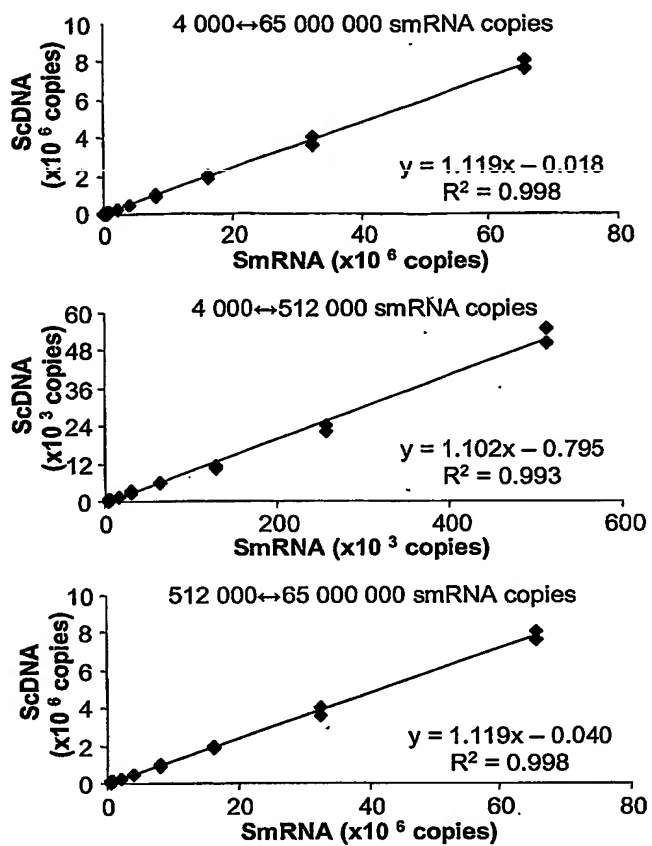 4 000↔65 000 000 smRNA copies
ScDNA
(x10 6 copies)
10
8
6
4
2
0
y = 1.119x – 0.018
R2 = 0.998
0 20 40 60 80
SmRNA (x10 6 copies)
4 000↔512 000 smRNA copies
ScDNA
(x10 3 copies)
60
48
36
24
12
0
y = 1.102x – 0.795
R2 = 0.993
0 200 400 600
SmRNA (x10 3 copies)
512 000↔65 000 000 smRNA copies
ScDNA
(x10 6 copies)
10
8
6
4
2
0
y = 1.119x – 0.040
R2 = 0.998
0 20 40 60 80
SmRNA (x10 6 copies)